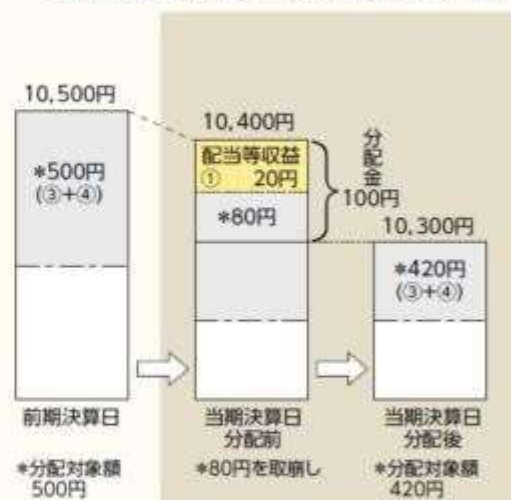 10,500円
*500円
(③+④)
前期決算日
*分配対象額
500円
10,400円
配当等収益
① 20円
*80円
分配金
100円
当期決算日
分配前
*80円を取崩し
10,300円
*420円
(③+④)
当期決算日
分配後
*分配対象額
420円